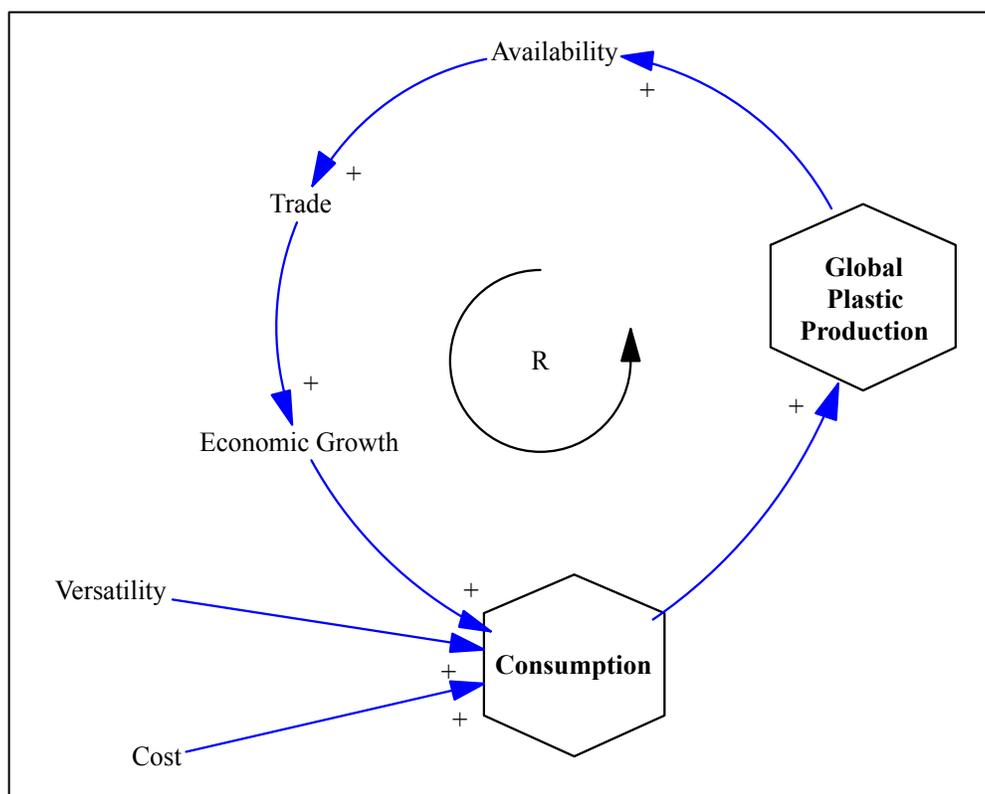 Availability
+
+
Trade
Global
Plastic
Production
R
+
+
Economic Growth
Versatility
+
Consumption
+
+
Cost